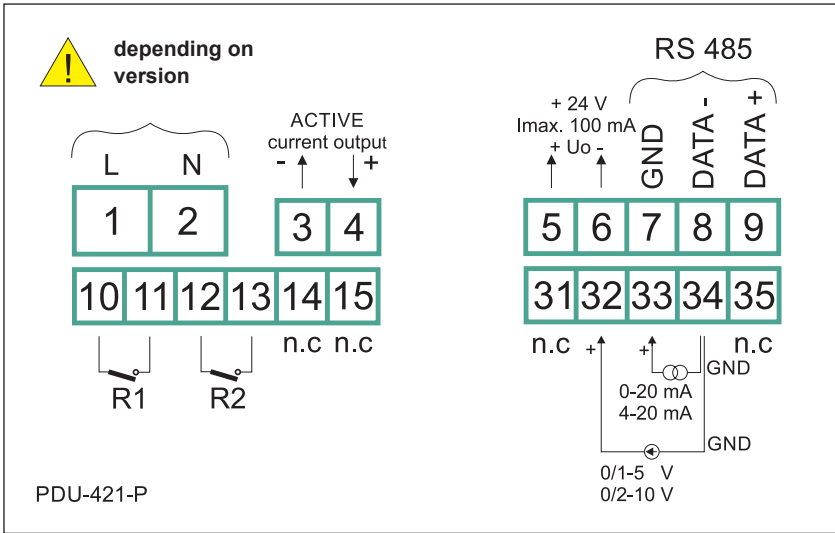 depending on
version
L N
1 2
ACTIVE
current output
- +
3 4
10 11 12 13 14 15
n.c n.c
R1 R2
PDU-421-P
RS 485
+ 24 V
Imax. 100 mA
+ Uo -
GND
DATA -
DATA +
5 6 7 8 9
31 32 33 34 35
n.c + + n.c
GND
0-20 mA
4-20 mA
GND
0/1-5 V
0/2-10 V